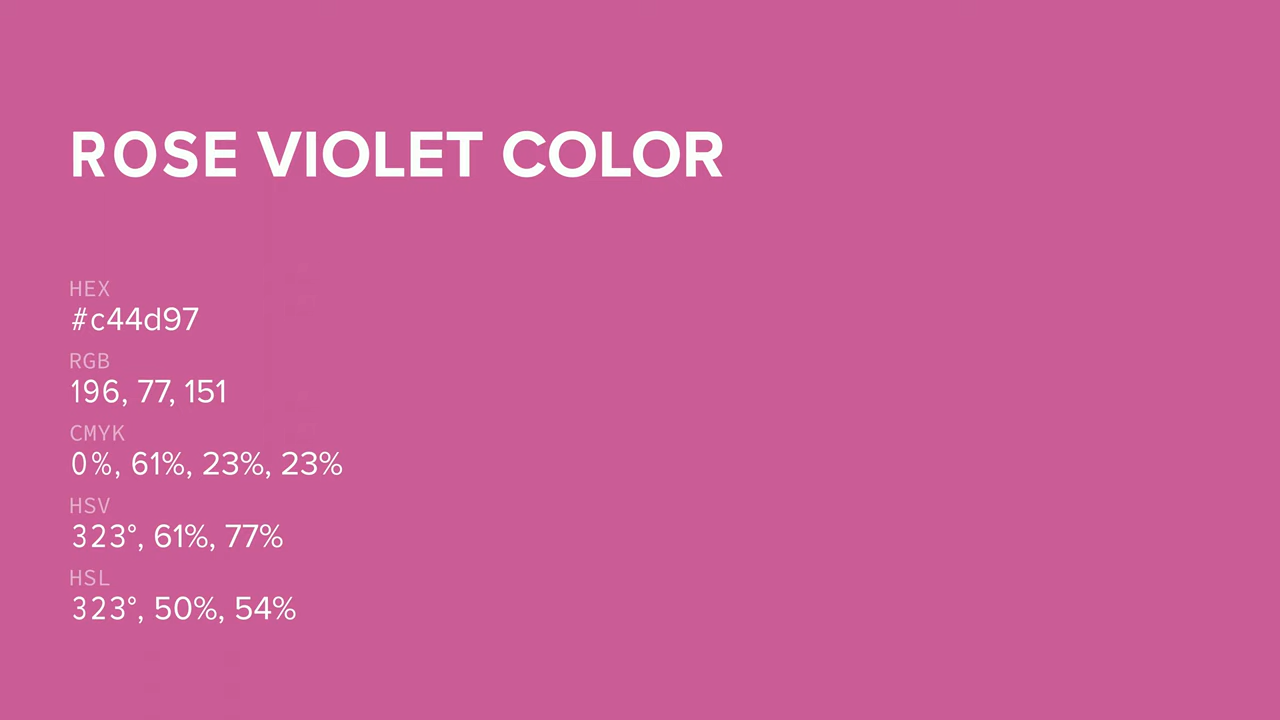 ROSE VIOLET COLOR
HEX
#c44d97
RGB
196, 77, 151
CMYK
0%, 61%, 23%, 23%
HSV
323°, 61%, 77%
HSL
323°, 50%, 54%